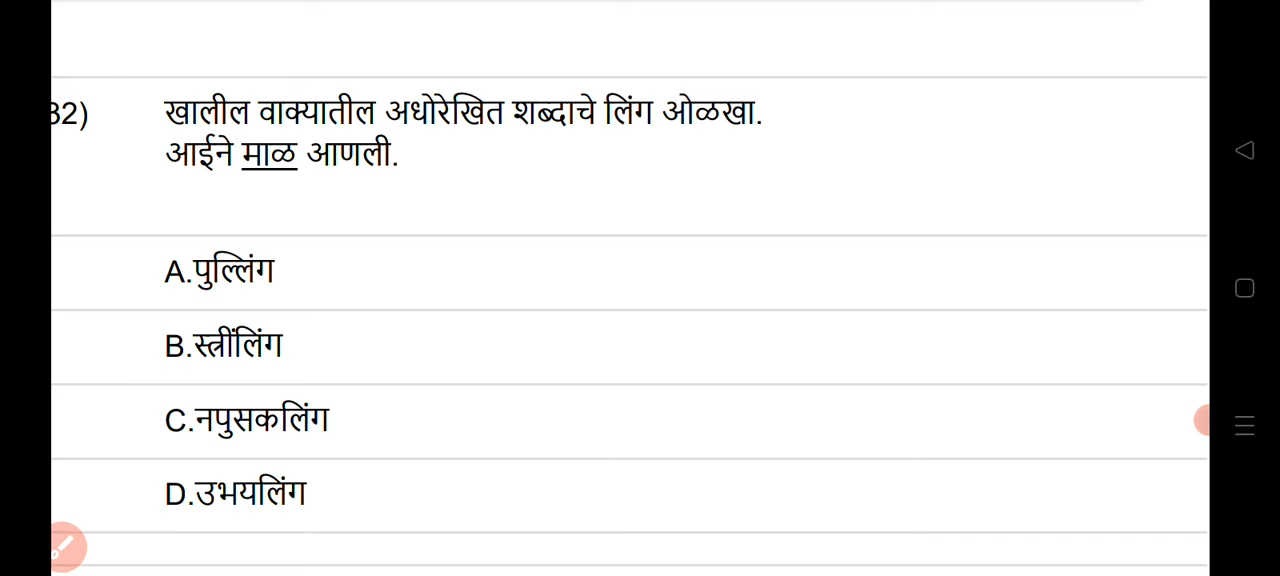 32) खालील वाक्यातील अधोरेखित शब्दाचे लिंग ओळखा.
आईने माळ आणली.
A.पुल्लिंग
B.स्त्रींलिंग
C.नपुसकलिंग
D.उभयलिंग